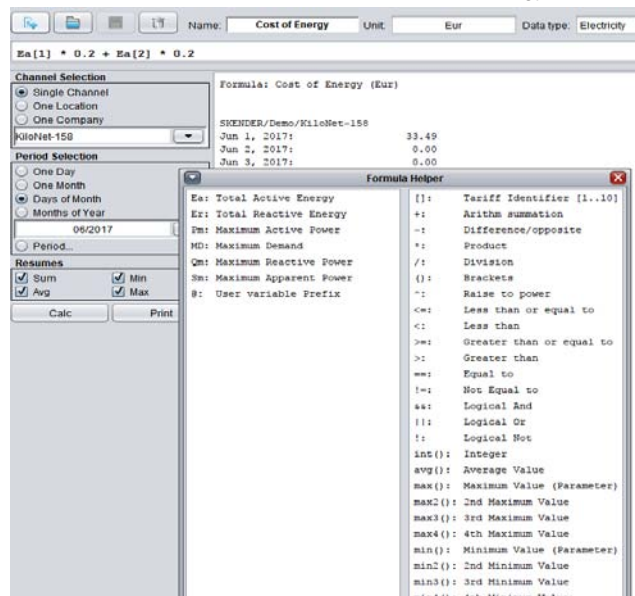 Name: Cost of Energy Unit: Eur Data type: Electricity
Ea[1] * 0.2 + Ea[2] * 0.2
Channel Selection
Single Channel
One Location
One Company
KiloNet-158
Period Selection
One Day
One Month
Days of Month
Months of Year
06/2017
Period...
Resumes
Sum Min
Avg Max
Calc Print
Formula: Cost of Energy (Eur)
SKENDER/Demo/KiloNet-158
Jun 1, 2017: 33.49
Jun 2, 2017: 0.00
Jun 3, 2017: 0.00
Formula Helper
Ea: Total Active Energy
Er: Total Reactive Energy
Pm: Maximum Active Power
MD: Maximum Demand
Qm: Maximum Reactive Power
Sm: Maximum Apparent Power
@: User variable Prefix
[]: Tariff Identifier [1..10]
+: Arithm summation
-: Difference/opposite
*: Product
/: Division
(): Brackets
^: Raise to power
<=: Less than or equal to
<: Less than
>=: Greater than or equal to
>: Greater than
==: Equal to
!=: Not Equal to
&&: Logical And
||: Logical Or
!: Logical Not
int(): Integer
avg(): Average Value
max(): Maximum Value (Parameter)
max2(): 2nd Maximum Value
max3(): 3rd Maximum Value
max4(): 4th Maximum Value
min(): Minimum Value (Parameter)
min2(): 2nd Minimum Value
min3(): 3rd Minimum Value